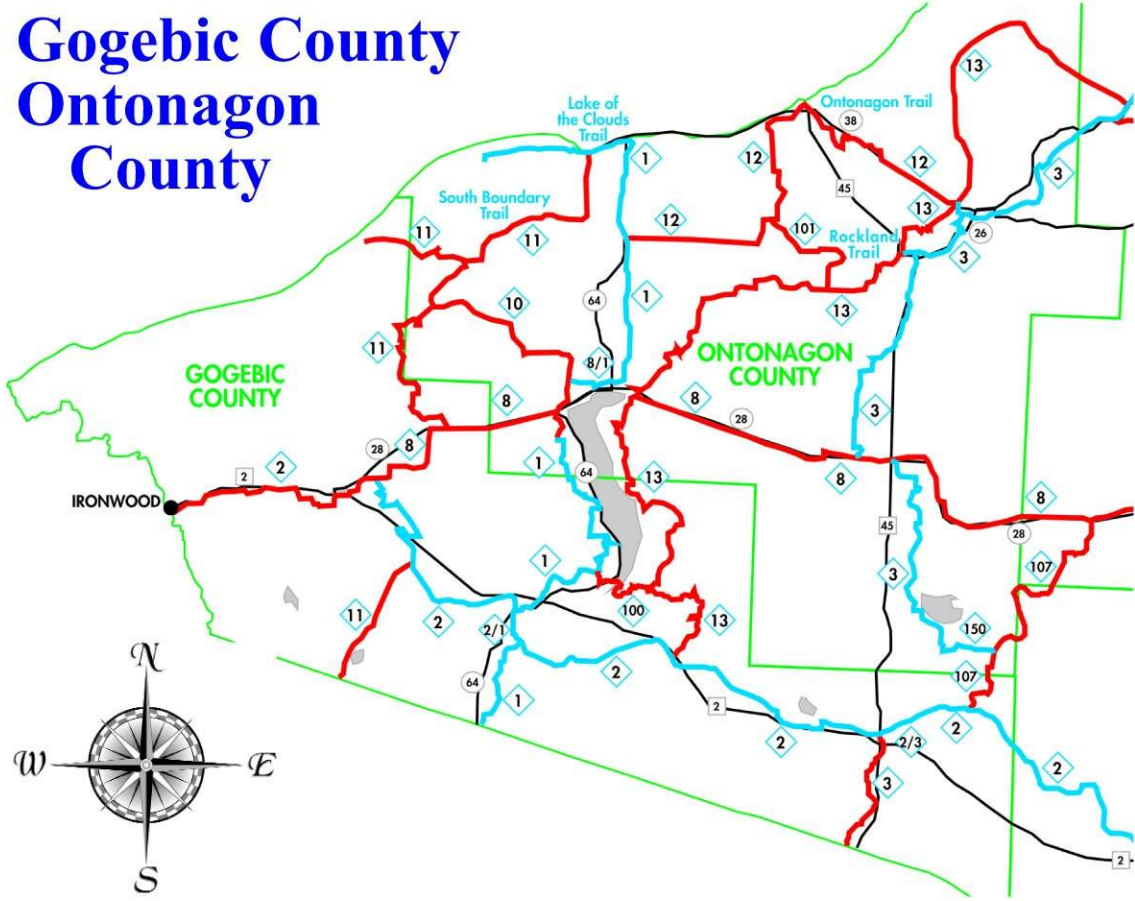 Gogebic County
Ontonagon
County
13
Lake of
the Clouds
Trail
Ontonagon Trail
38
1
12
12
3
45
South Boundary
Trail
13
11
11
12
101
Rockland
Trail
26
3
10
64
1
13
11
8/1
ONTONAGON
COUNTY
GOGEBIC
COUNTY
8
8
28
3
28
8
2
2
1
64
13
8
IRONWOOD
8
45
28
1
3
107
11
2
2/1
100
13
150
2
107
64
1
2
2
2
2/3
2
3
2
N
W
E
S